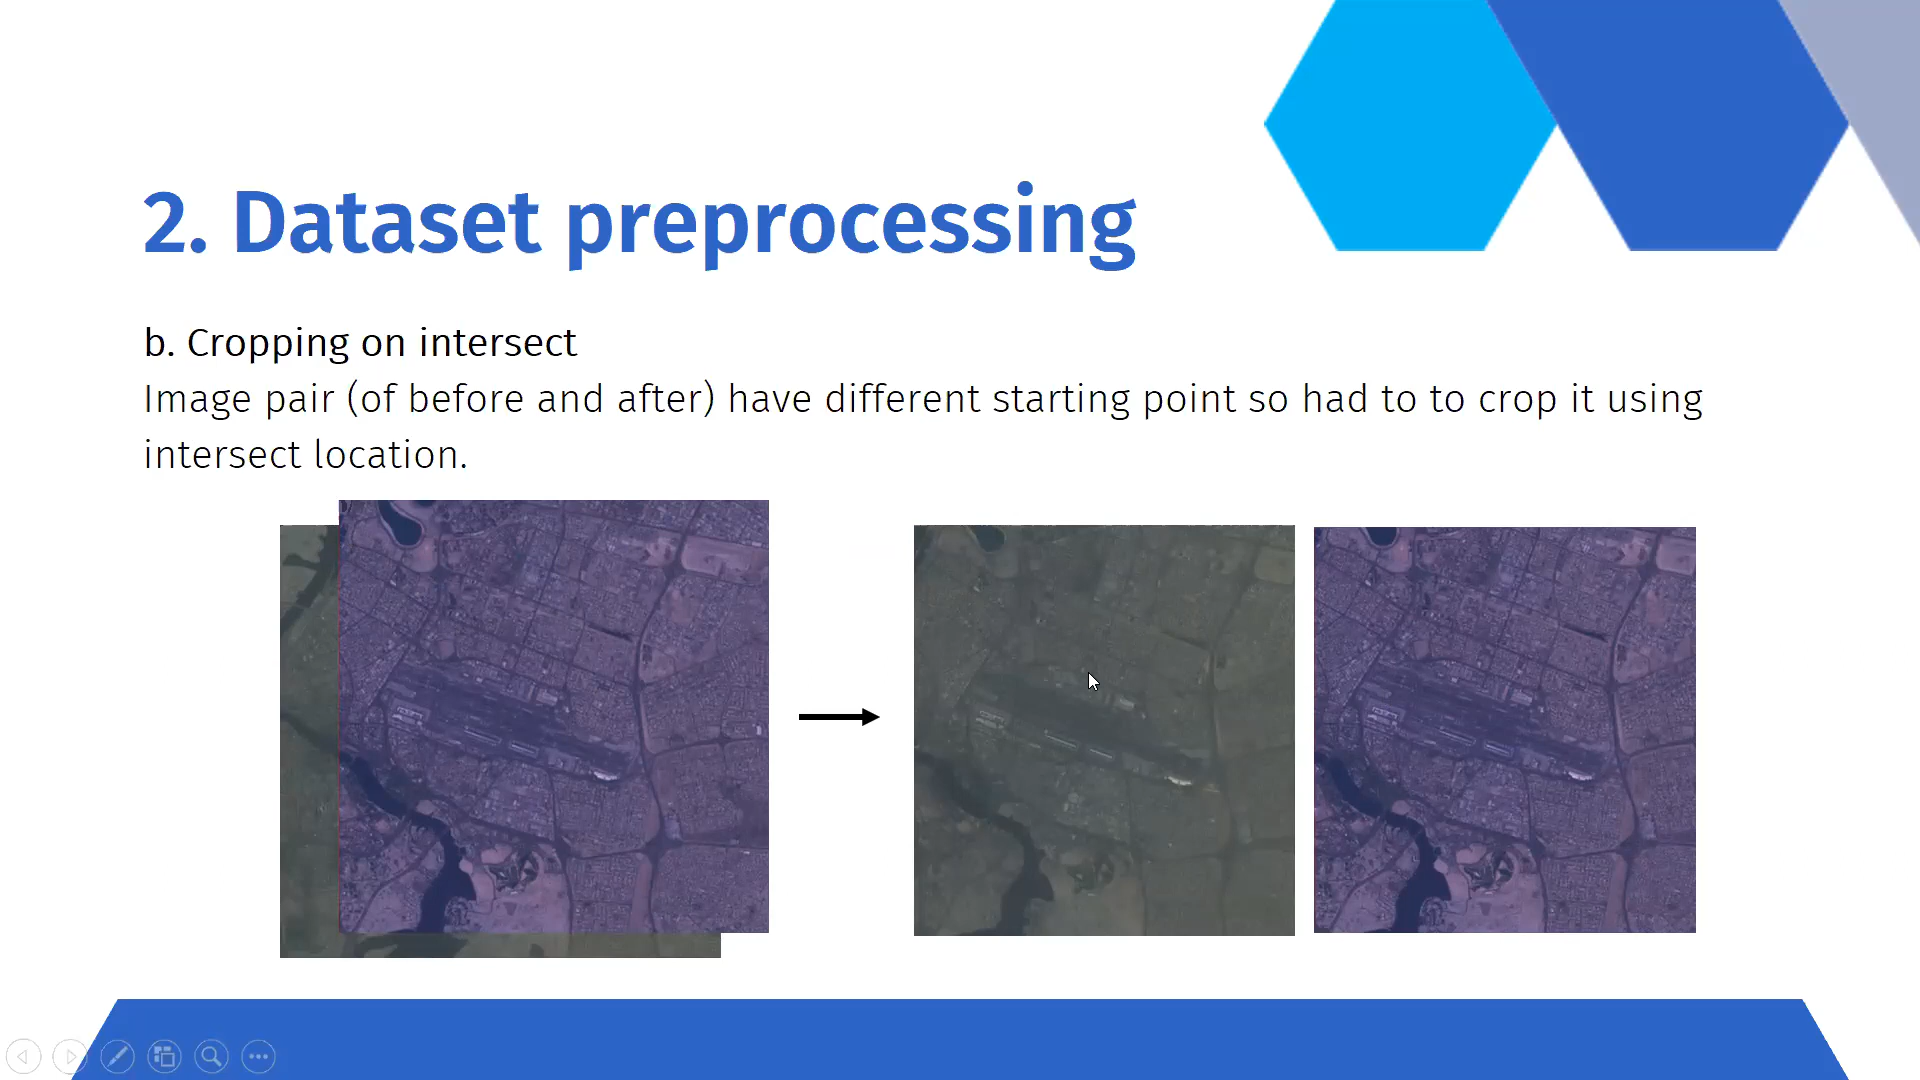 2. Dataset preprocessing
b. Cropping on intersect
Image pair (of before and after) have different starting point so had to to crop it using
intersect location.